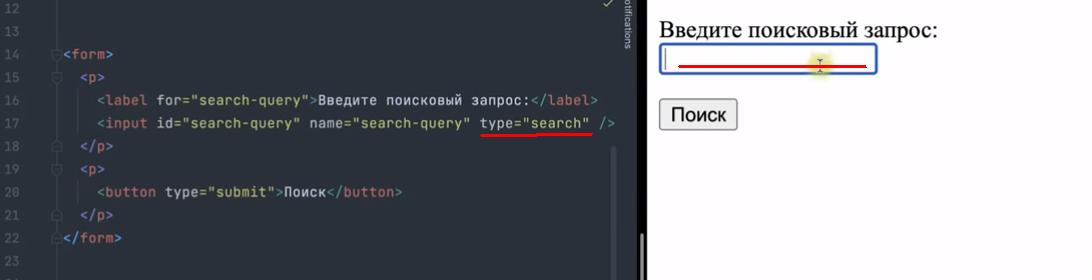 12
13
14 <form>
15 <p>
16 <label for="search-query">Введите поисковый запрос:</label>
17 <input id="search-query" name="search-query" type="search" />
18 </p>
19 <p>
20 <button type="submit">Поиск</button>
21 </p>
22 </form>
23
otifications
Введите поисковый запрос:
Поиск